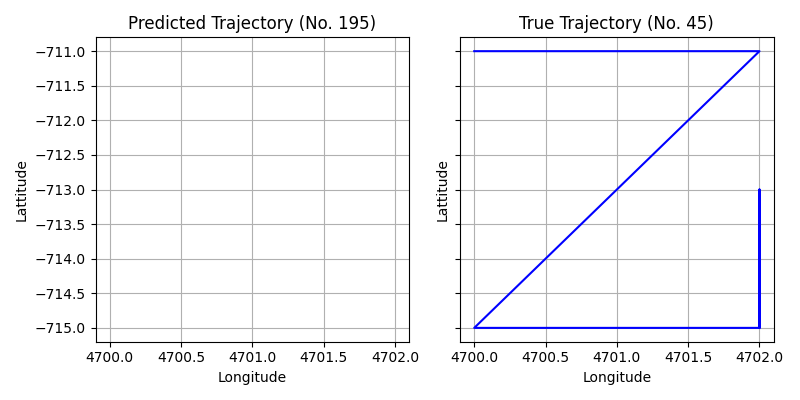 Predicted Trajectory (No. 195)
True Trajectory (No. 45)
Lattitude
−711.0
−711.5
−712.0
−712.5
−713.0
−713.5
−714.0
−714.5
−715.0
4700.0 4700.5 4701.0 4701.5 4702.0
Longitude
Lattitude
4700.0 4700.5 4701.0 4701.5 4702.0
Longitude